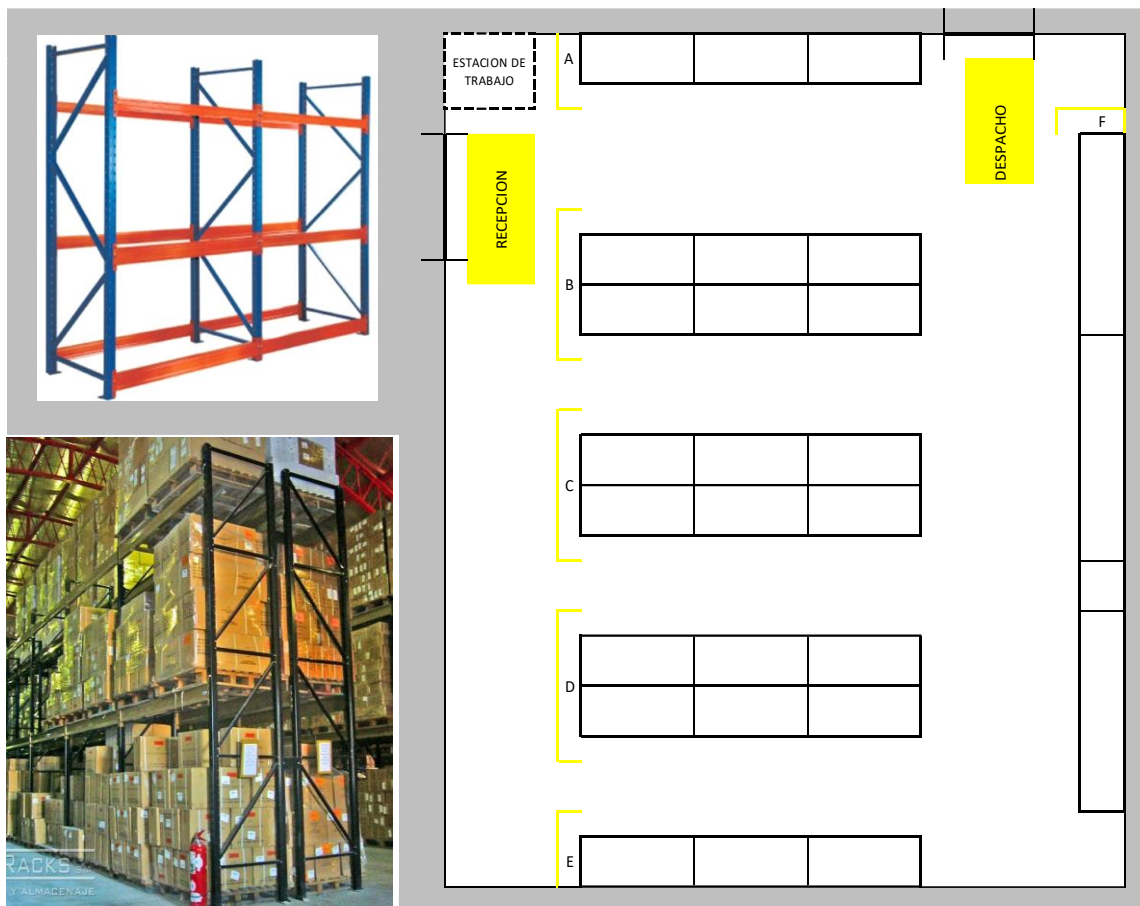 ESTACION DE
TRABAJO
A
DESPACHO
F
RECEPCION
B
C
D
E
RACKS
Y ALMACENAJE